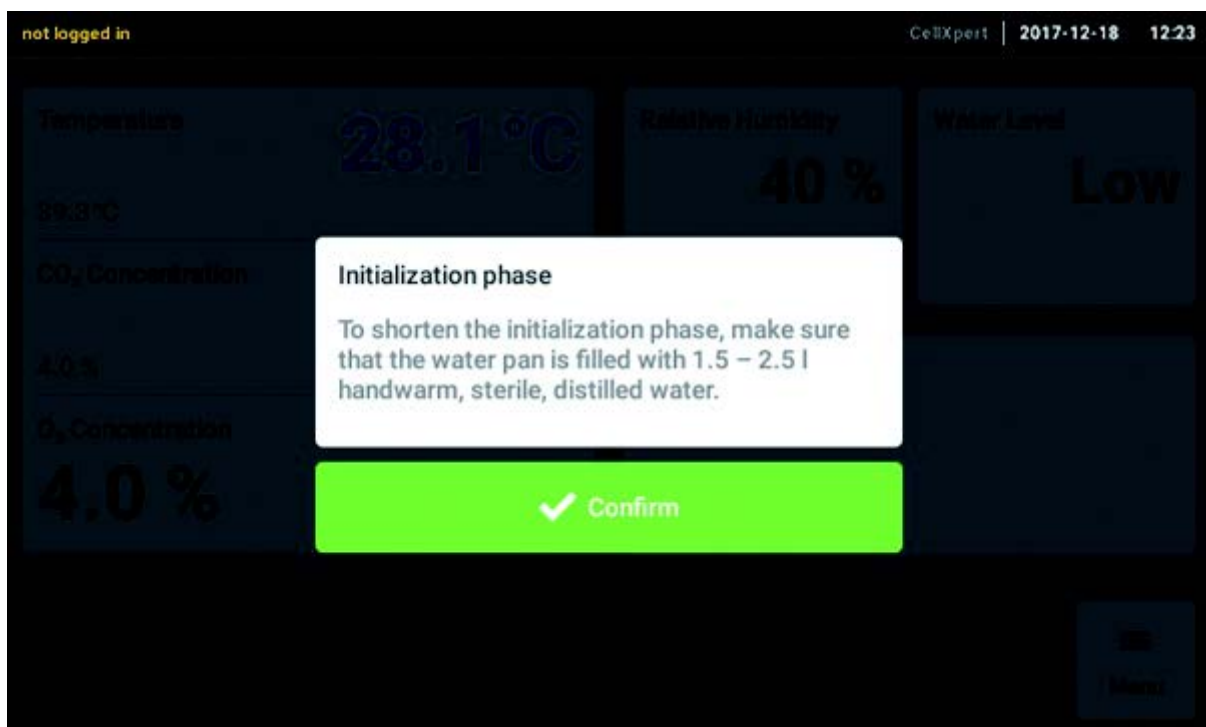 not logged in
CellXpert | 2017-12-18 12:23
Temperature
28.1 °C
Relative Humidity
40 %
Water Level
Low
CO₂ Concentration
4.0 %
O₂ Concentration
4.0 %
Initialization phase
To shorten the initialization phase, make sure
that the water pan is filled with 1.5 – 2.5 l
handwarm, sterile, distilled water.
Confirm
Menu